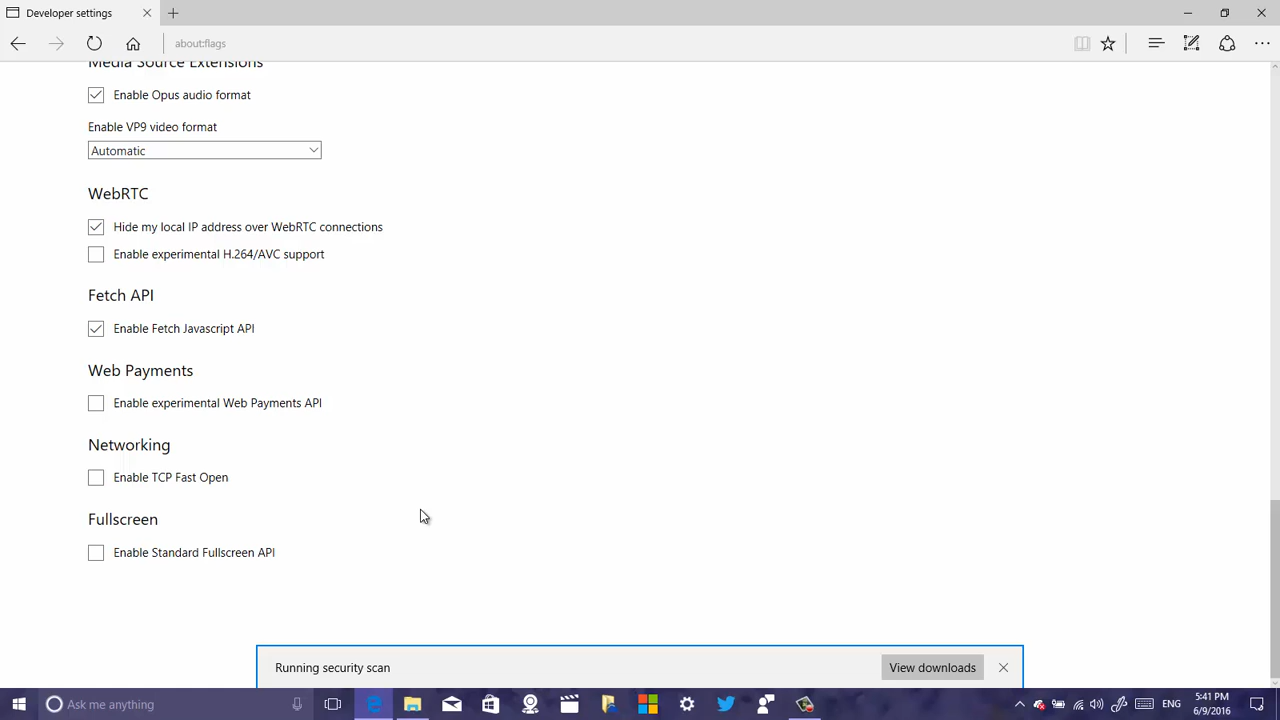 Developer settings
about:flags
Media Source Extensions
Enable Opus audio format
Enable VP9 video format
Automatic
WebRTC
Hide my local IP address over WebRTC connections
Enable experimental H.264/AVC support
Fetch API
Enable Fetch Javascript API
Web Payments
Enable experimental Web Payments API
Networking
Enable TCP Fast Open
Fullscreen
Enable Standard Fullscreen API
Running security scan
View downloads
Ask me anything
ENG
5:41 PM
6/9/2016